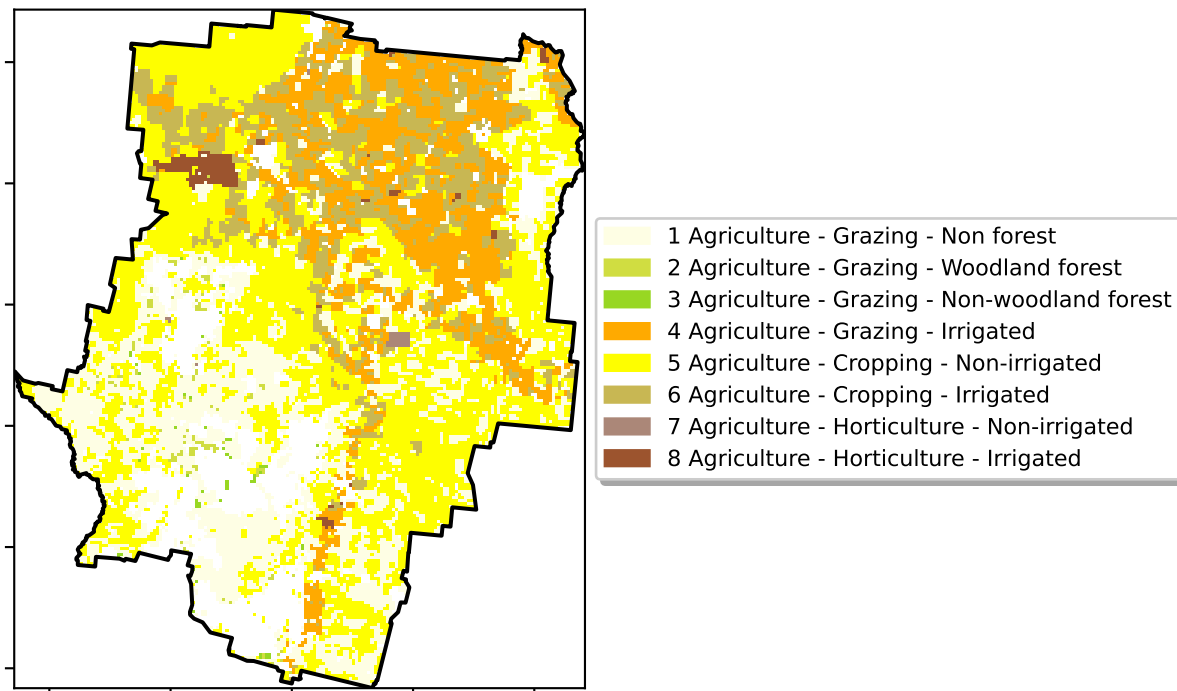 1 Agriculture - Grazing - Non forest
2 Agriculture - Grazing - Woodland forest
3 Agriculture - Grazing - Non-woodland forest
4 Agriculture - Grazing - Irrigated
5 Agriculture - Cropping - Non-irrigated
6 Agriculture - Cropping - Irrigated
7 Agriculture - Horticulture - Non-irrigated
8 Agriculture - Horticulture - Irrigated